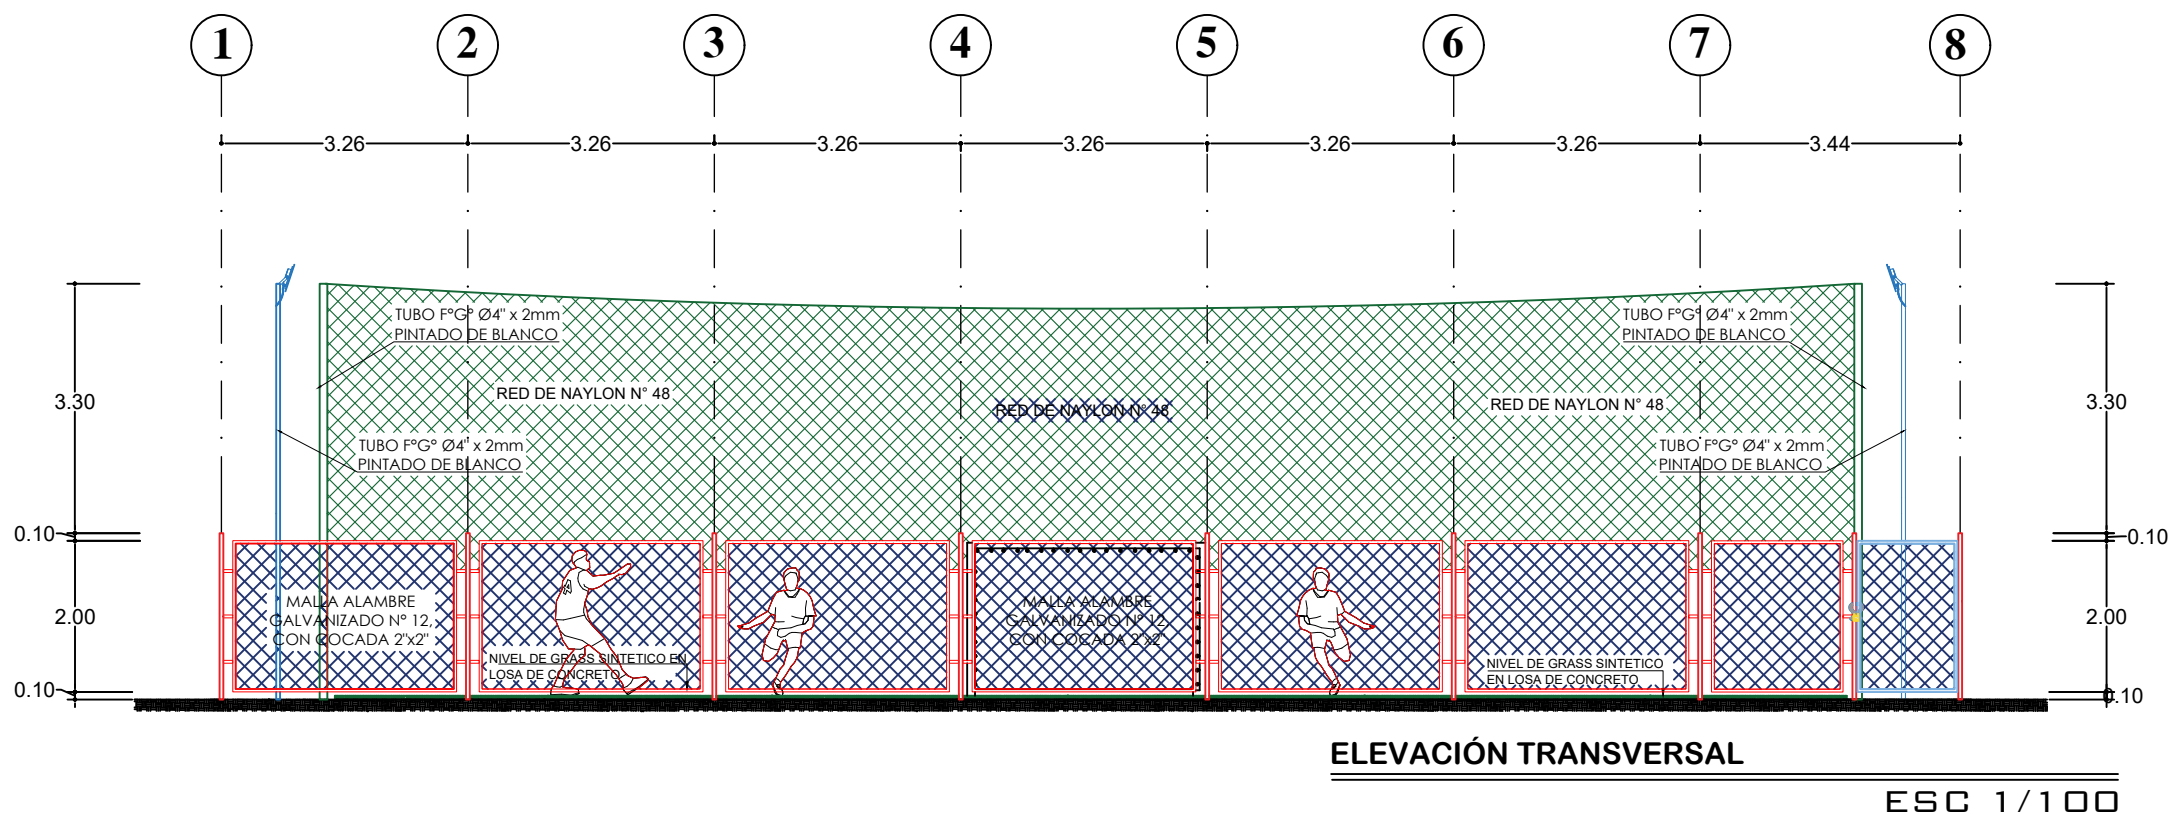 1 2 3 4 5 6 7 8
3.26 3.26 3.26 3.26 3.26 3.26 3.44
TUBO F°G° Ø4" x 2mm
PINTADO DE BLANCO
TUBO F°G° Ø4" x 2mm
PINTADO DE BLANCO
RED DE NAYLON N° 48
RED DE NAYLON N° 48
RED DE NAYLON N° 48
3.30
3.30
TUBO F°G° Ø4" x 2mm
PINTADO DE BLANCO
TUBO F°G° Ø4" x 2mm
PINTADO DE BLANCO
0.10
0.10
MALLA ALAMBRE
GALVANIZADO N° 12,
CON COCADA 2"x2"
MALLA ALAMBRE
GALVANIZADO N° 12,
CON COCADA 2"x2"
2.00
2.00
A
NIVEL DE GRASS SINTETICO EN
LOSA DE CONCRETO
NIVEL DE GRASS SINTETICO
EN LOSA DE CONCRETO
0.10
0.10
ELEVACIÓN TRANSVERSAL
ESC 1/100